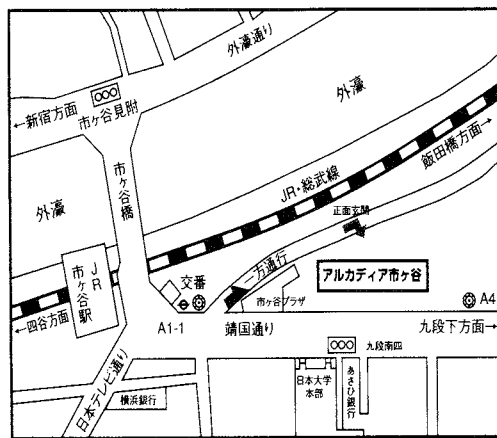 外濠通り
←新宿方面
市ヶ谷見附
外濠
飯田橋方面→
市ヶ谷橋
JR・総武線
外濠
正面玄関
JR
市ヶ谷駅
交番
一方通行
アルカディア市ヶ谷
市ヶ谷プラザ
A4
←四谷方面
A1-1
靖国通り
九段下方面→
九段南四
日本テレビ通り
日本大学
本部
あさひ銀行
横浜銀行